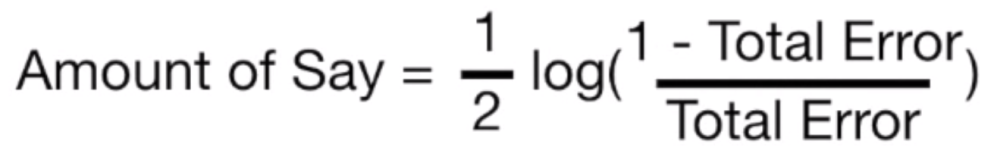 Amount of Say = 1/2 log(1 - Total Error / Total Error)